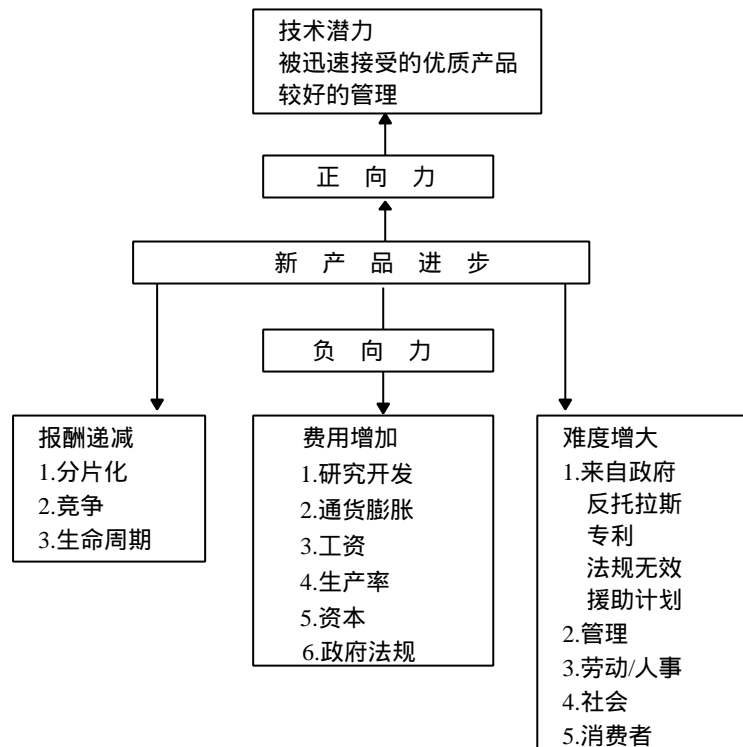 技术潜力
被迅速接受的优质产品
较好的管理
正 向 力
新 产 品 进 步
负 向 力
报酬递减
1.分片化
2.竞争
3.生命周期
费用增加
1.研究开发
2.通货膨胀
3.工资
4.生产率
5.资本
6.政府法规
难度增大
1.来自政府
反托拉斯
专利
法规无效
援助计划
2.管理
3.劳动/人事
4.社会
5.消费者